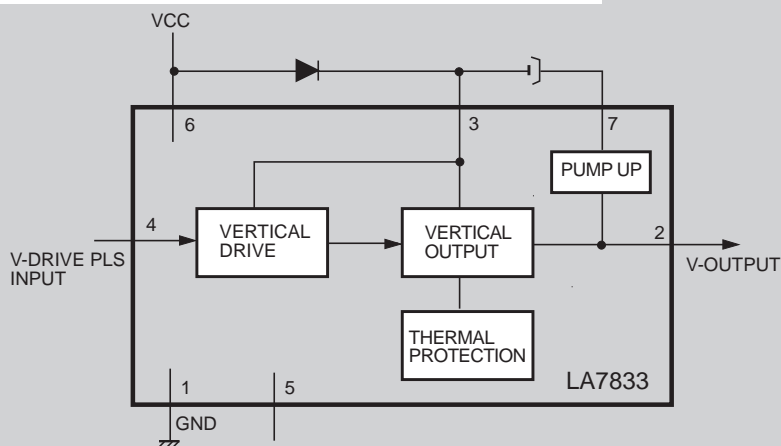 VCC
6
3
7
PUMP UP
4
VERTICAL
DRIVE
VERTICAL
OUTPUT
2
V-DRIVE PLS
INPUT
V-OUTPUT
THERMAL
PROTECTION
LA7833
1
5
GND